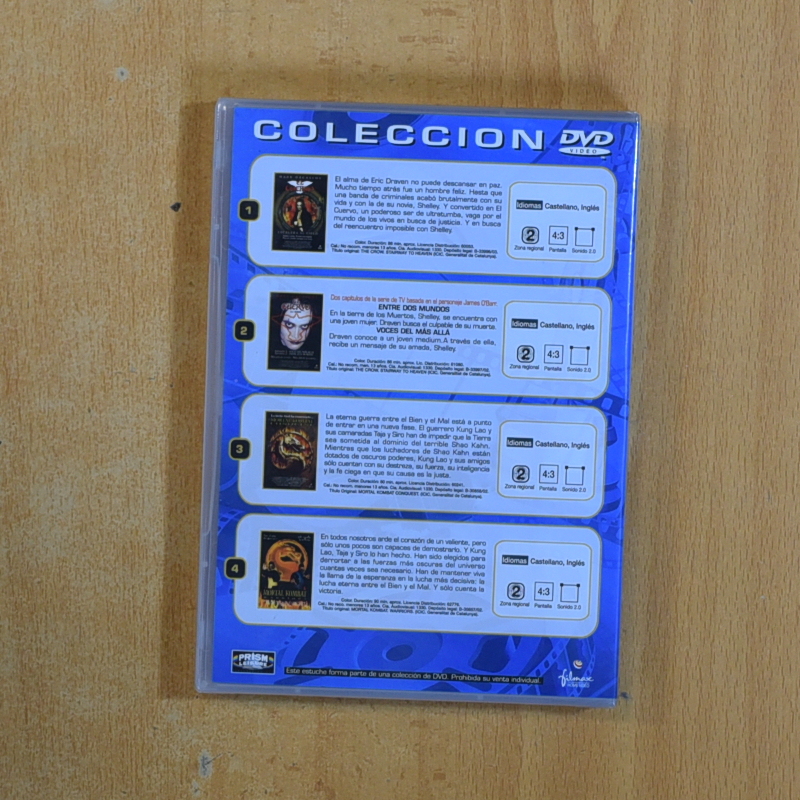 COLECCION DVD
VIDEO
1
El alma de Eric Draven no puede descansar en paz.
Mucho tiempo atrás fue un hombre feliz. Hasta que
una banda de criminales acabó brutalmente con su
vida y con la de su novia, Shelley. Y convertido en El
Cuervo, un poderoso ser de ultratumba, vaga por el
mundo de los vivos en busca de justicia. Y en busca
del reencuentro imposible con Shelley.
Idiomas Castellano, Inglés
2 4:3
Zona regional Pantalla Sonido 2.0
2
Dos capítulos de la serie de TV basada en el personaje James O'Barr
ENTRE DOS MUNDOS
En la tierra de los Muertos, Shelley, se encuentra con
una joven mujer. Draven busca el culpable de su muerte.
VOCES DEL MÁS ALLÁ
Draven conoce a un joven medium.A través de ella,
recibe un mensaje de su amada, Shelley.
Idiomas Castellano, Inglés
2 4:3
Zona regional Pantalla Sonido 2.0
3
La eterna guerra entre el Bien y el Mal está a punto
de entrar en una nueva fase. El guerrero Kung Lao y
sus camaradas Taja y Siro han de impedir que la Tierra
sea sometida al dominio del terrible Shao Kahn.
Mientras que los luchadores de Shao Kahn están
dotados de oscuros poderes, Kung Lao y sus amigos
sólo cuentan con su destreza, su fuerza, su inteligencia
y la fe ciega en que su causa es la justa.
Idiomas Castellano, Inglés
2 4:3
Zona regional Pantalla Sonido 2.0
4
MORTAL KOMBAT
En todos nosotros arde el corazón de un valiente, pero
sólo unos pocos son capaces de demostrarlo. Y Kung
Lao, Taja y Siro lo han hecho. Han sido elegidos para
derrotar a las fuerzas más oscuras del universo
cuantas veces sea necesario. Han de mantener viva
la llama de la esperanza en la lucha más decisiva: la
lucha eterna entre el Bien y el Mal. Y sólo cuenta la
victoria.
Idiomas Castellano, Inglés
2 4:3
Zona regional Pantalla Sonido 2.0
PRISM
LEISURE
Este estuche forma parte de una colección de DVD. Prohibida su venta individual.
filmax